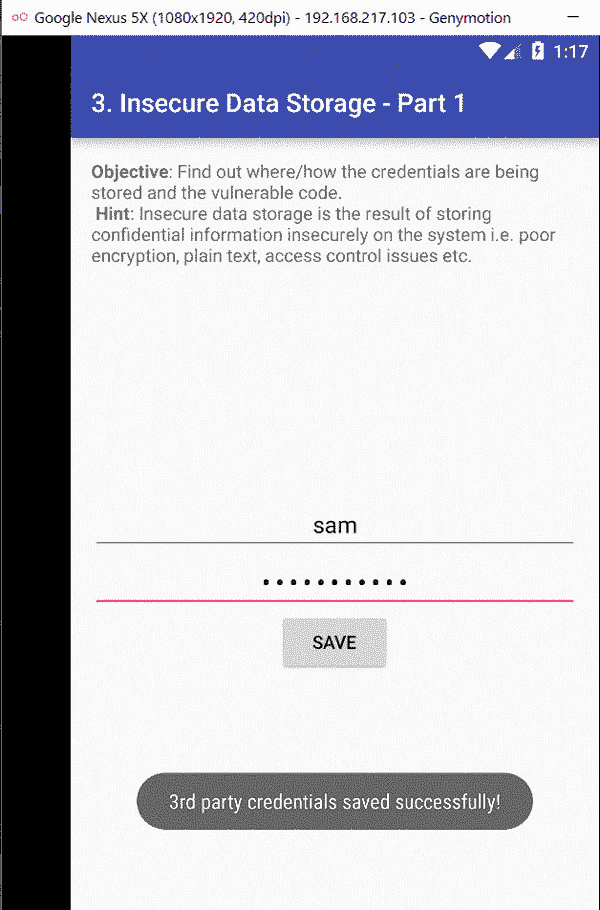 Google Nexus 5X (1080x1920, 420dpi) - 192.168.217.103 - Genymotion
1:17
3. Insecure Data Storage - Part 1
Objective: Find out where/how the credentials are being
stored and the vulnerable code.
Hint: Insecure data storage is the result of storing
confidential information insecurely on the system i.e. poor
encryption, plain text, access control issues etc.
sam
•••••••••••
SAVE
3rd party credentials saved successfully!